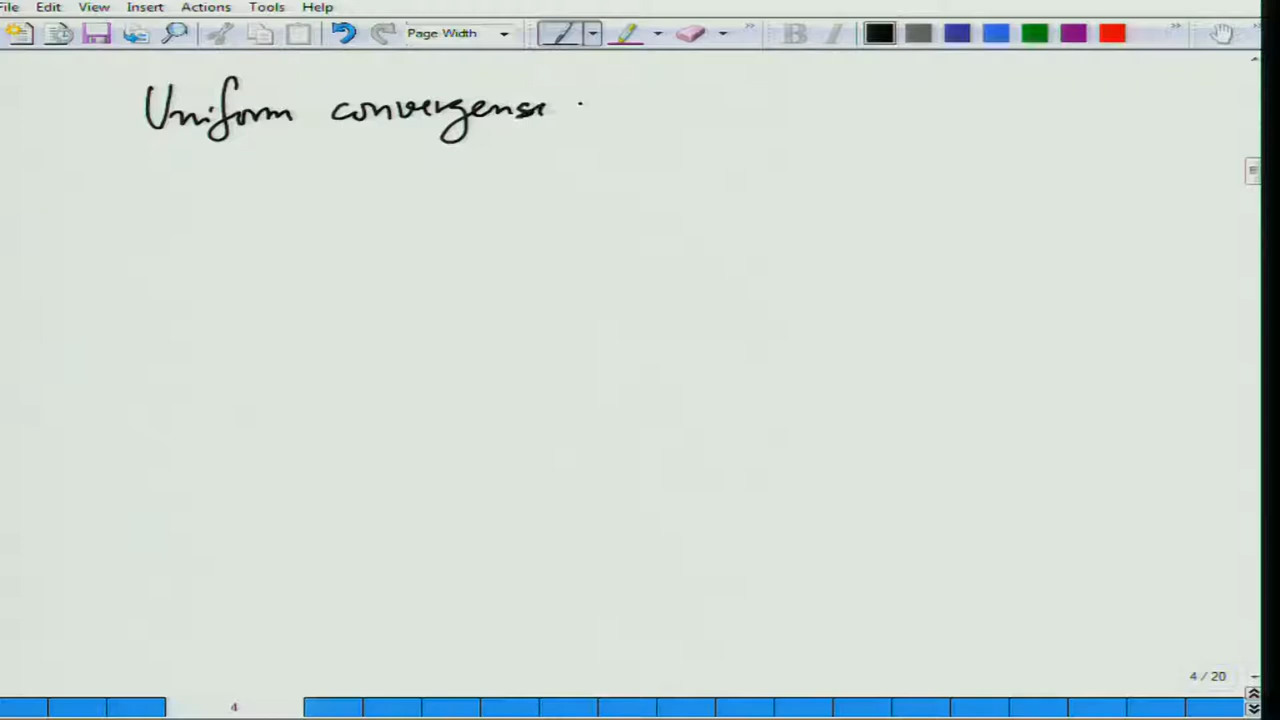 File Edit View Insert Actions Tools Help
Page Width
B I
Uniform convergense .
4 / 20
4